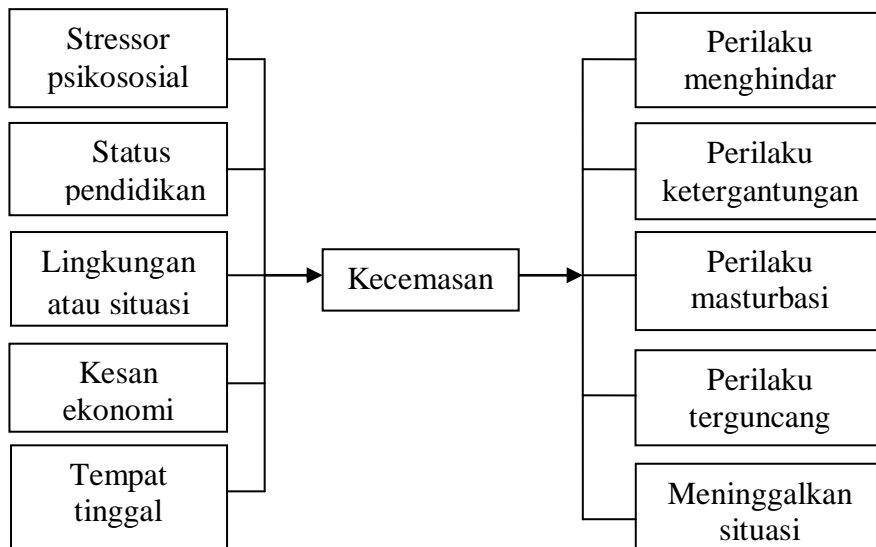 Stressor
psikososial
Status
pendidikan
Lingkungan
atau situasi
Kesan
ekonomi
Tempat
tinggal
Kecemasan
Perilaku
menghindar
Perilaku
ketergantungan
Perilaku
masturbasi
Perilaku
terguncang
Meninggalkan
situasi